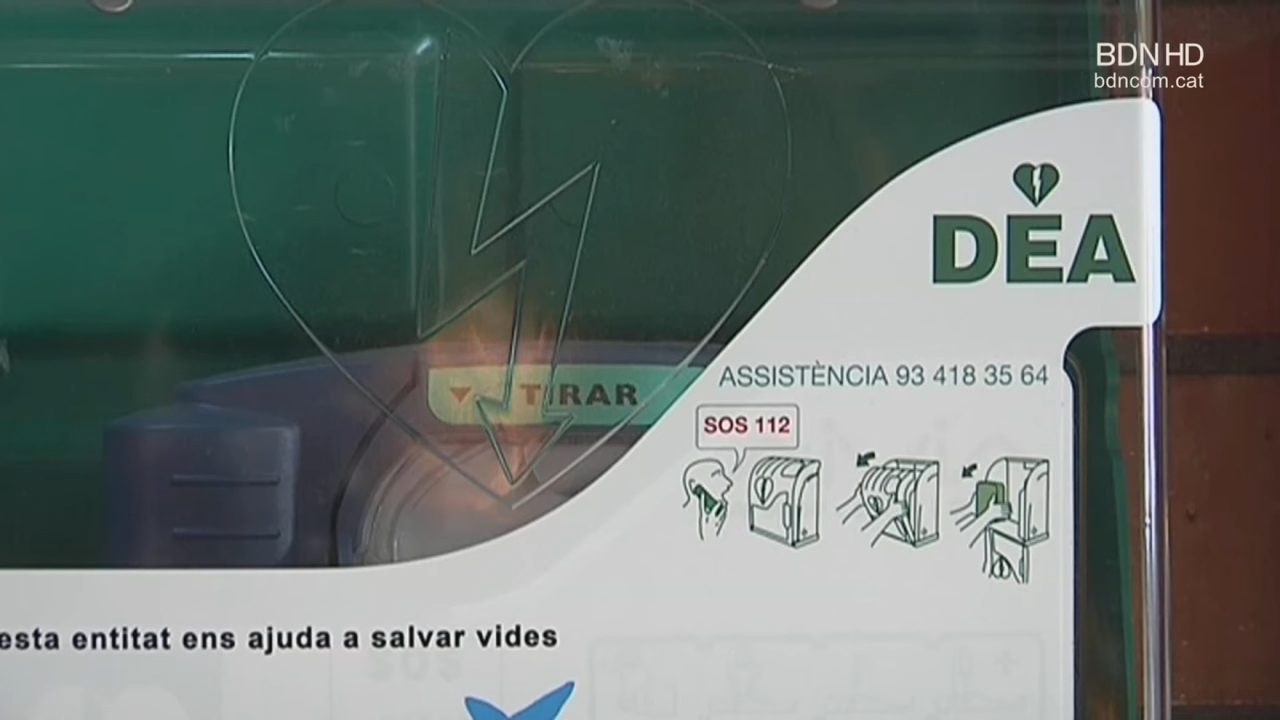 BDN HD
bdncom.cat
DEA
ASSISTÈNCIA 93 418 35 64
TIRAR
SOS 112
esta entitat ens ajuda a salvar vides